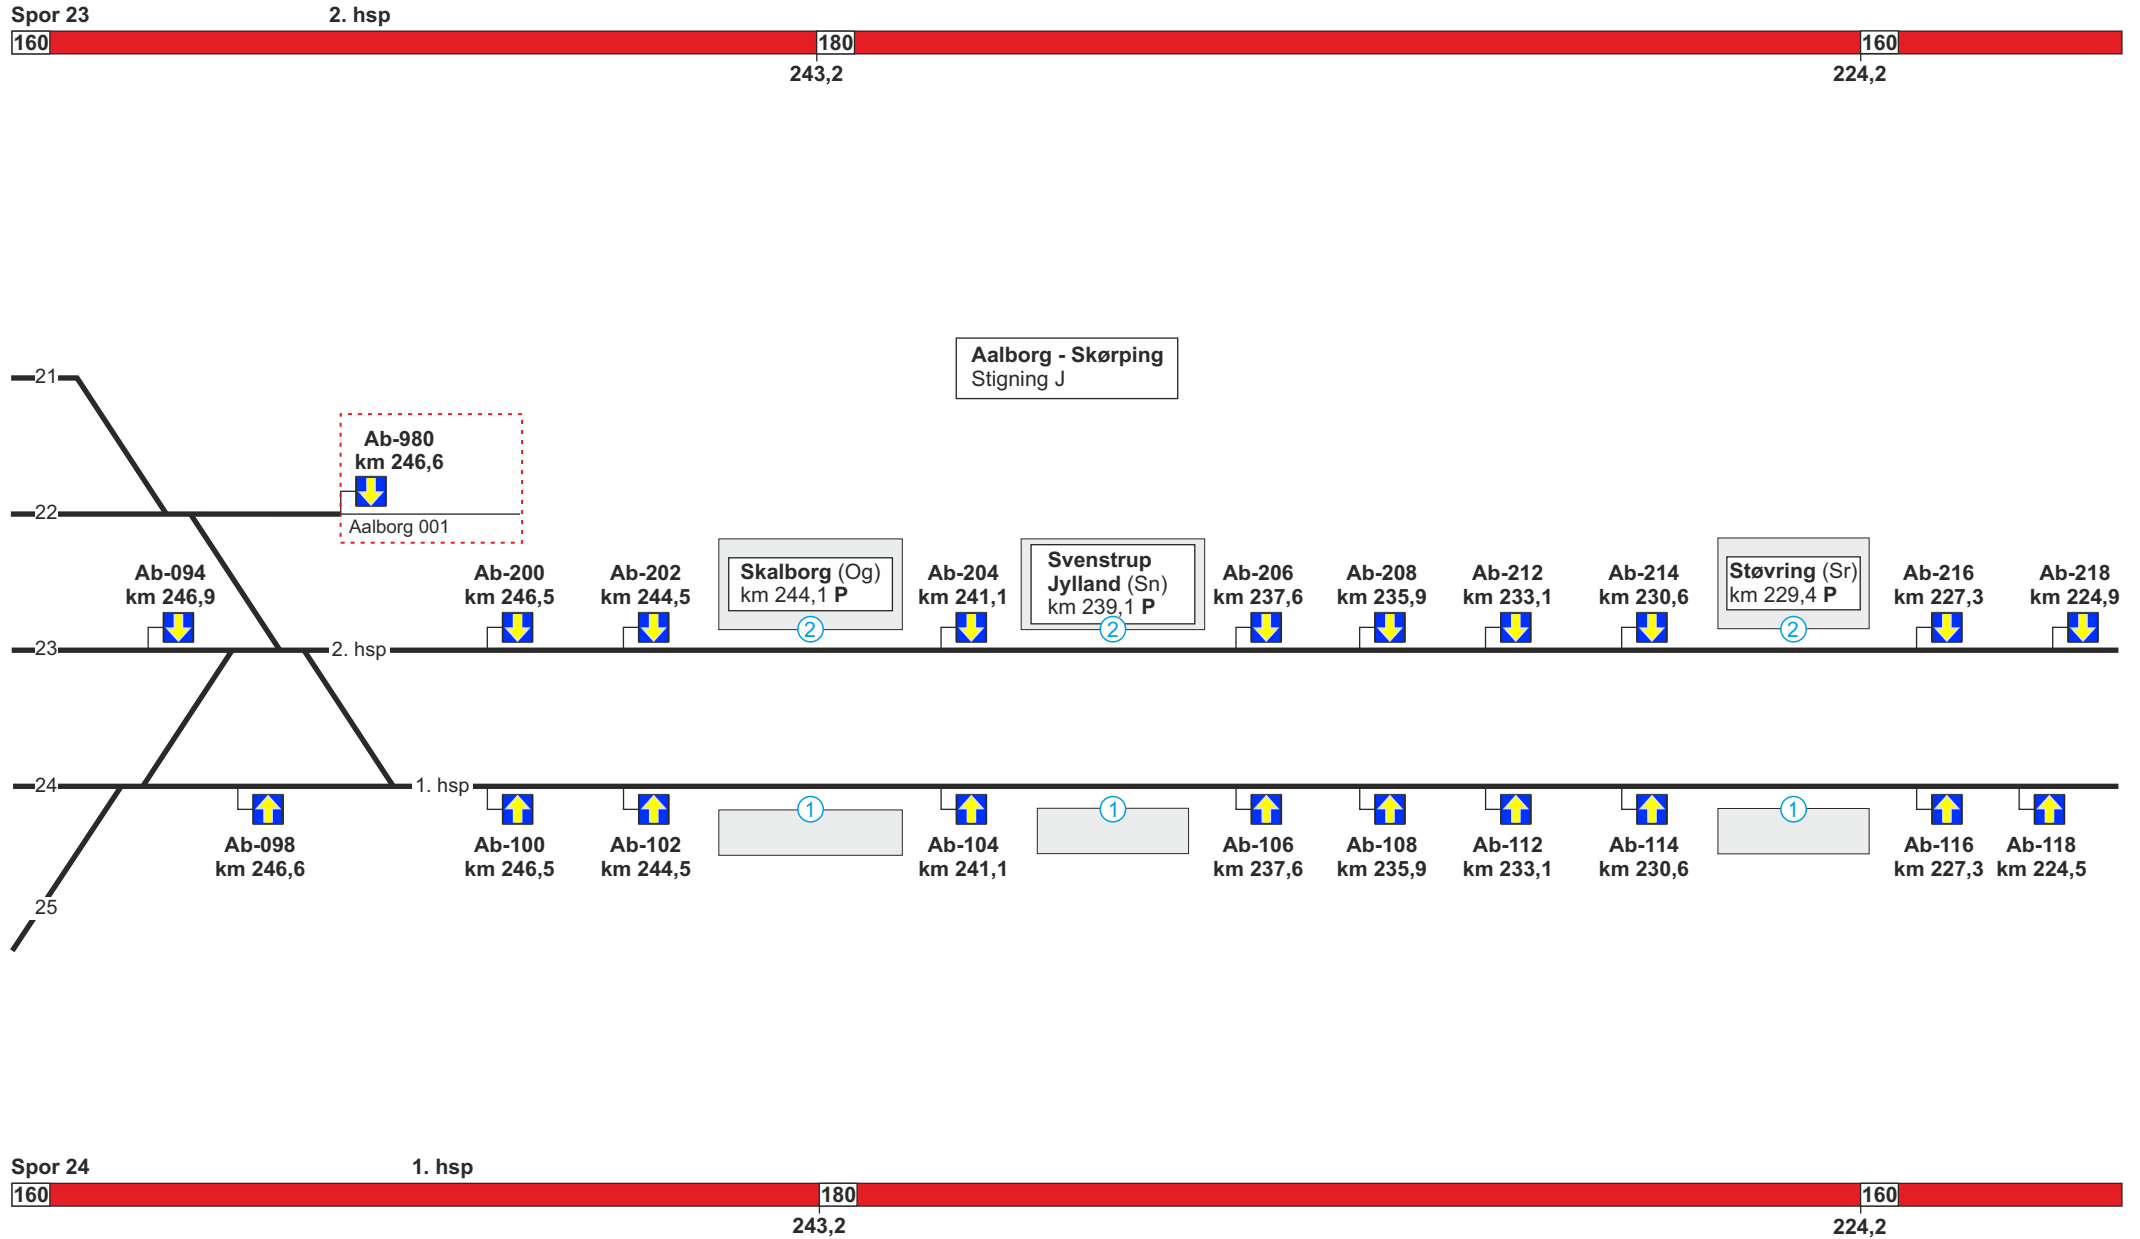 Spor 23 2. hsp
160 180 160
243,2 224,2
Aalborg - Skørping
Stigning J
21
Ab-980
km 246,6
22
Aalborg 001
Ab-094
km 246,9
Ab-200
km 246,5
Ab-202
km 244,5
Skalborg (Og)
km 244,1 P
2
Ab-204
km 241,1
Svenstrup
Jylland (Sn)
km 239,1 P
2
Ab-206
km 237,6
Ab-208
km 235,9
Ab-212
km 233,1
Ab-214
km 230,6
Støvring (Sr)
km 229,4 P
2
Ab-216
km 227,3
Ab-218
km 224,9
23 2. hsp
24 1. hsp
1
1
1
Ab-098
km 246,6
Ab-100
km 246,5
Ab-102
km 244,5
Ab-104
km 241,1
Ab-106
km 237,6
Ab-108
km 235,9
Ab-112
km 233,1
Ab-114
km 230,6
Ab-116
km 227,3
Ab-118
km 224,5
25
Spor 24 1. hsp
160 180 160
243,2 224,2